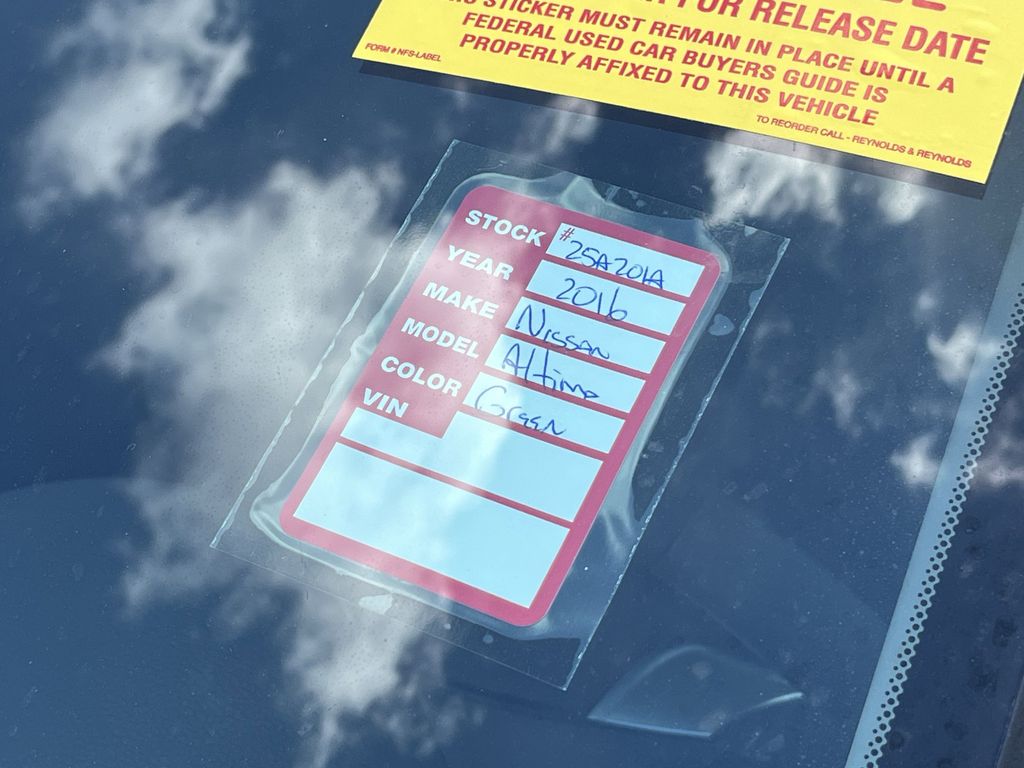 FOR RELEASE DATE
STICKER MUST REMAIN IN PLACE UNTIL A
FEDERAL USED CAR BUYERS GUIDE IS
PROPERLY AFFIXED TO THIS VEHICLE
FORM # NFS-LABEL
TO REORDER CALL - REYNOLDS & REYNOLDS
STOCK # 25A201A
YEAR 2016
MAKE Nissan
MODEL Altima
COLOR Green
VIN